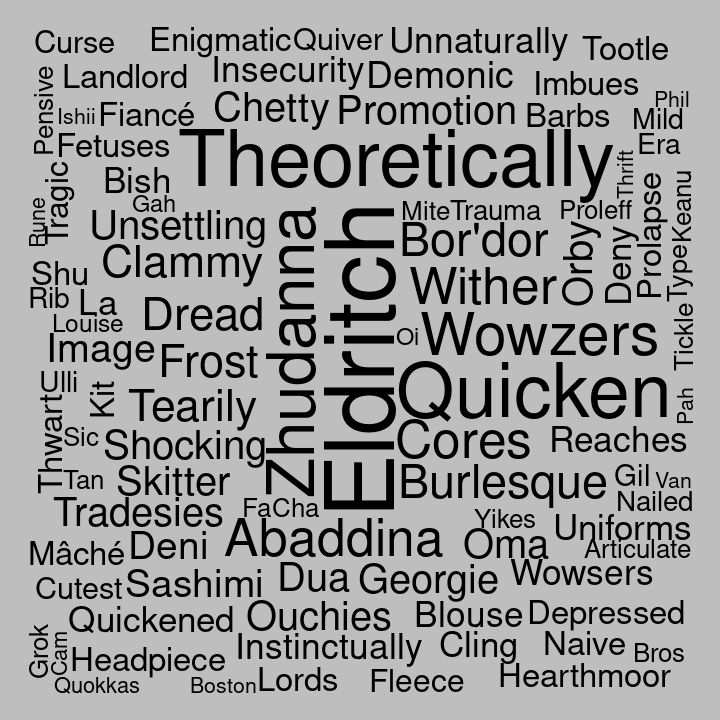 Curse
Enigmatic
Quiver
Unnaturally
Tootle
Landlord
Insecurity
Demonic
Imbues
Pensive
Ishii
Fiancé
Chetty
Promotion
Barbs
Phil
Mild
Fetuses
Theoretically
Era
Bish
Thrift
Tragic
Gah
Rune
Unsettling
Mite
Trauma
Proleff
Deny
Prolapse
Keanu
Type
Bor'dor
Orby
Clammy
Zhudanna
Eldritch
Wither
Shu
Rib
La
Louise
Dread
Oi
Wowzers
Tickle
Image
Frost
Ulli
Kit
Tearily
Quicken
Pah
Thwart
Sic
Shocking
Cores
Reaches
Tan
Skitter
Burlesque
Gil
Van
Nailed
Tradesies
Fa
Cha
Yikes
Uniforms
Mâché
Deni
Abaddina
Oma
Articulate
Cutest
Sashimi
Dua
Georgie
Wowsers
Quickened
Ouchies
Blouse
Depressed
Grok
Cam
Headpiece
Instinctually
Cling
Naive
Bros
Quokkas
Boston
Lords
Fleece
Hearthmoor